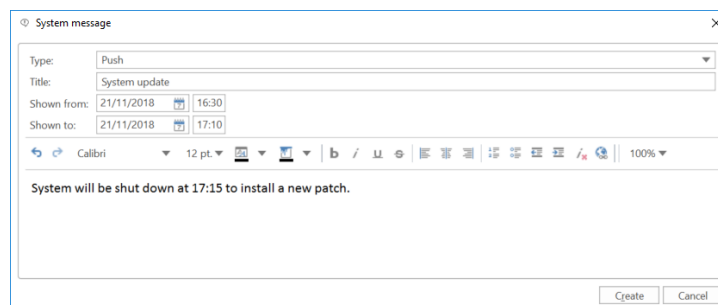 System message
Type: Push
Title: System update
Shown from: 21/11/2018 16:30
Shown to: 21/11/2018 17:10
Calibri 12 pt. b i u s 100%
System will be shut down at 17:15 to install a new patch.
Create Cancel